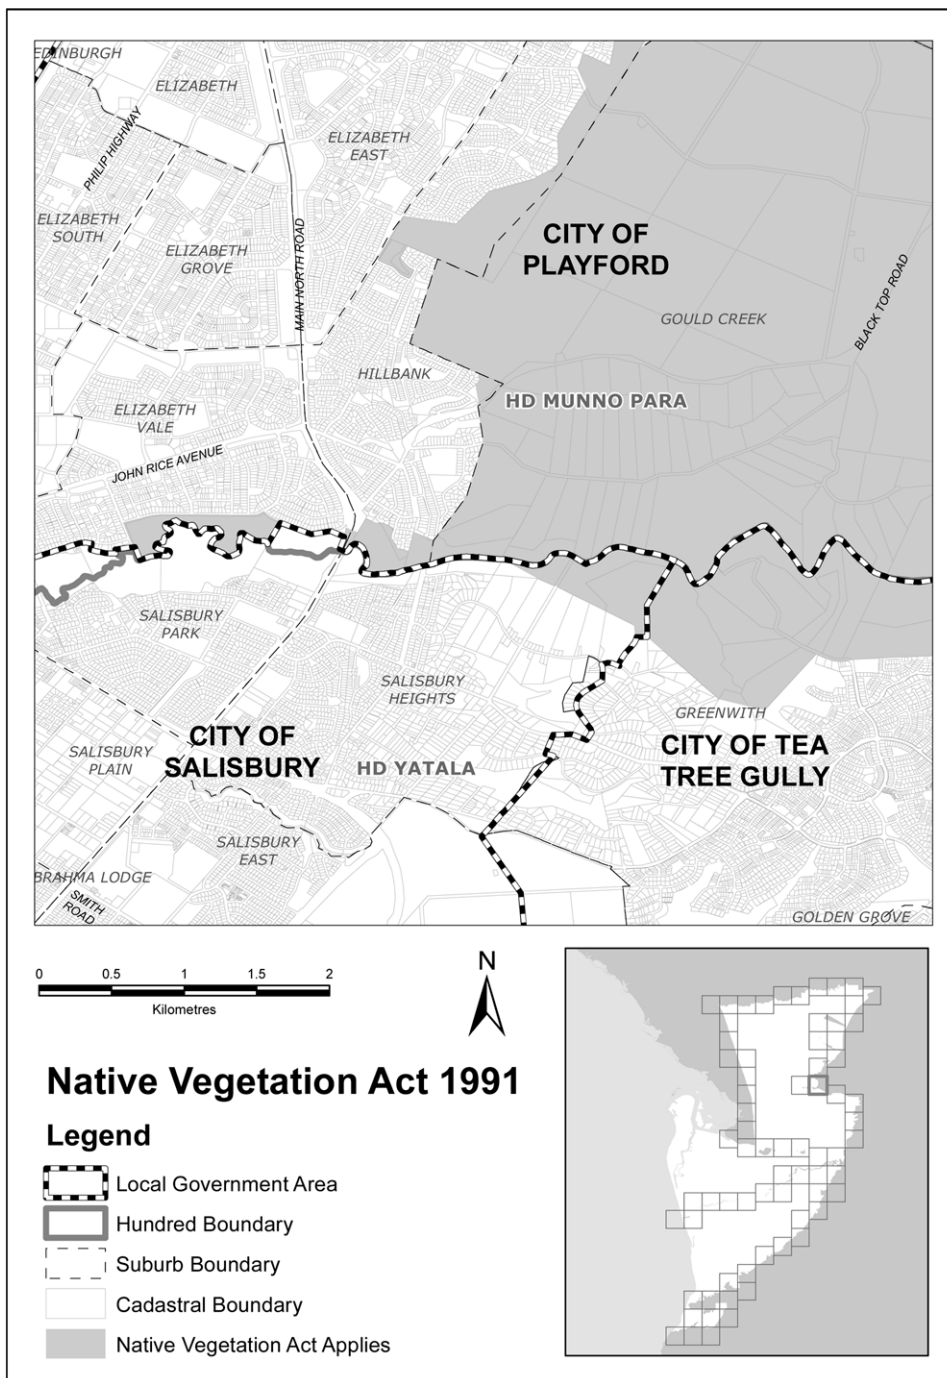 EDINBURGH
ELIZABETH
PHILIP HIGHWAY
ELIZABETH
EAST
ELIZABETH
SOUTH
ELIZABETH
GROVE
MAIN NORTH ROAD
CITY OF
PLAYFORD
BLACK TOP ROAD
GOULD CREEK
HILLBANK
HD MUNNO PARA
ELIZABETH
VALE
JOHN RICE AVENUE
SALISBURY
PARK
SALISBURY
HEIGHTS
GREENWITH
CITY OF
SALISBURY
CITY OF TEA
TREE GULLY
SALISBURY
PLAIN
HD YATALA
SALISBURY
EAST
BRAHMA LODGE
SMITH
ROAD
GOLDEN GROVE
0 0.5 1 1.5 2
Kilometres
N
Native Vegetation Act 1991
Legend
Local Government Area
Hundred Boundary
Suburb Boundary
Cadastral Boundary
Native Vegetation Act Applies